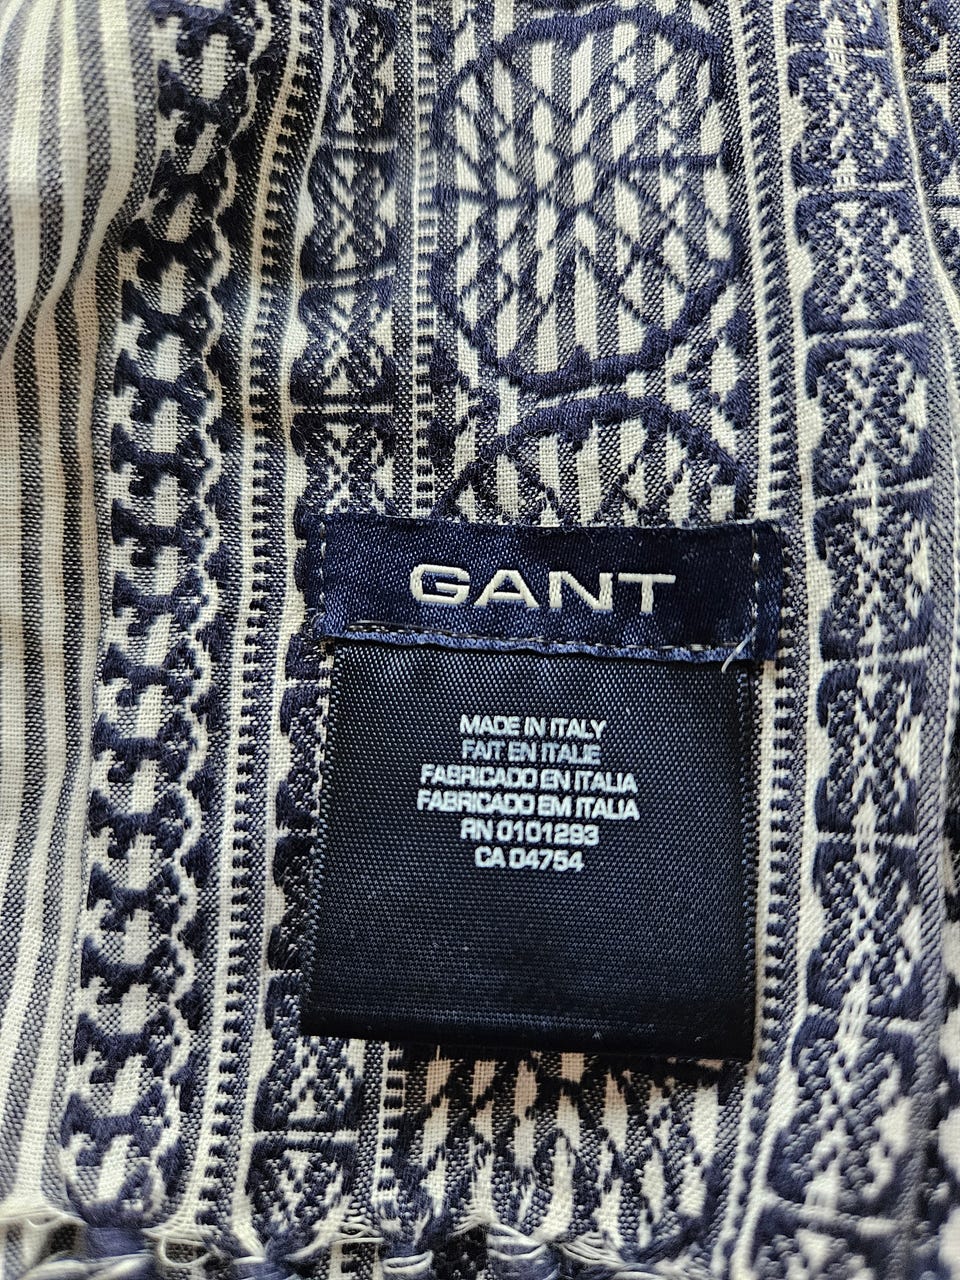 GANT
MADE IN ITALY
FAIT EN ITALIE
FABRICADO EN ITALIA
FABRICADO EM ITALIA
RN 0101293
CA 04754